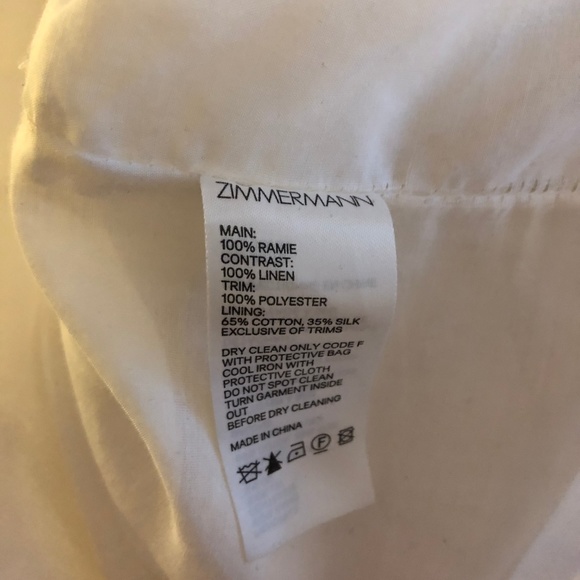 ZIMMERMANN
MAIN:
100% RAMIE
CONTRAST:
100% LINEN
TRIM:
100% POLYESTER
LINING:
65% COTTON, 35% SILK
EXCLUSIVE OF TRIMS
DRY CLEAN ONLY CODE F
WITH PROTECTIVE BAG
COOL IRON WITH
PROTECTIVE CLOTH
DO NOT SPOT CLEAN
TURN GARMENT INSIDE
OUT
BEFORE DRY CLEANING
MADE IN CHINA
F